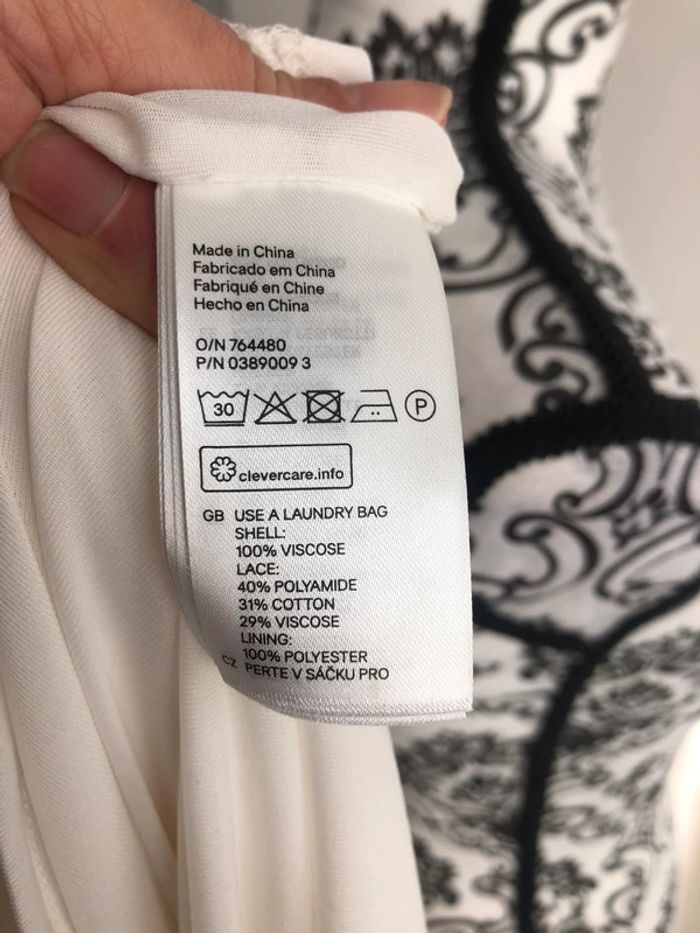 Made in China
Fabricado em China
Fabriqué en Chine
Hecho en China
O/N 764480
P/N 0389009 3
30 P
clevercare.info
GB USE A LAUNDRY BAG
SHELL:
100% VISCOSE
LACE:
40% POLYAMIDE
31% COTTON
29% VISCOSE
LINING:
100% POLYESTER
CZ PERTE V SÁČKU PRO